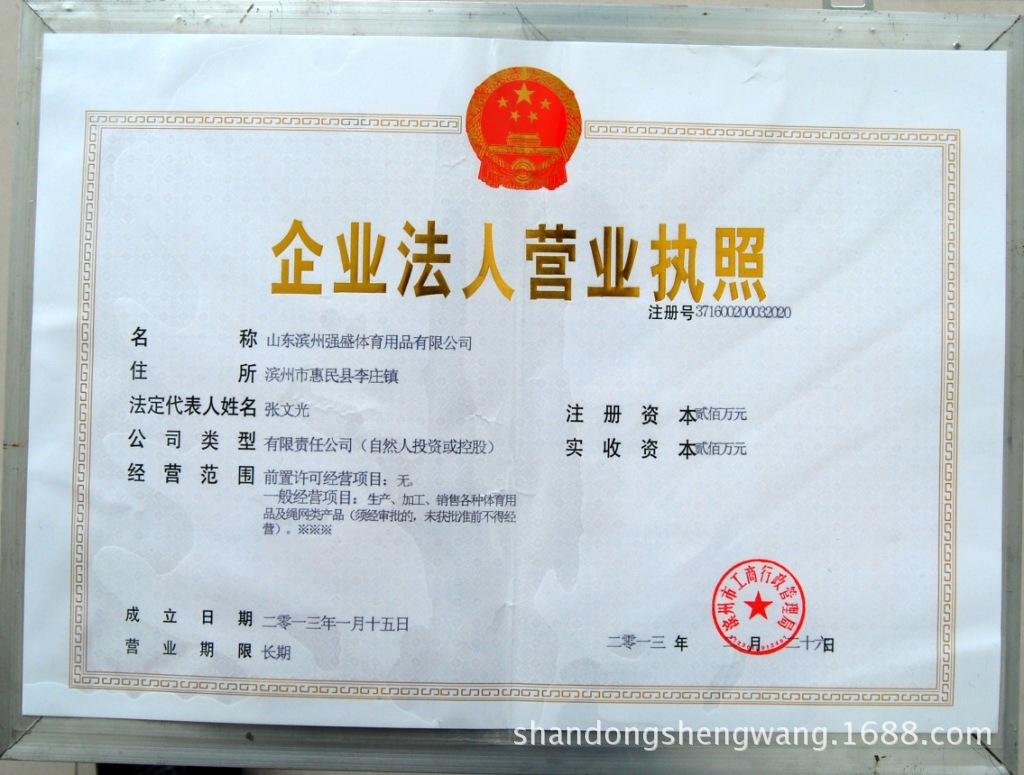 企业法人营业执照
注册号371600200032020
名 称 山东滨州强盛体育用品有限公司
住 所 滨州市惠民县李庄镇
法定代表人姓名 张文光
注 册 资 本 贰佰万元
公 司 类 型 有限责任公司（自然人投资或控股）
实 收 资 本 贰佰万元
经 营 范 围 前置许可经营项目：无。
一般经营项目：生产、加工、销售各种体育用
品及绳网类产品（须经审批的，未获批准前不得经
营）。※※※
滨州市工商行政管理局
成 立 日 期 二零一三年一月十五日
二零一三 年 月 二十六日
营 业 期 限 长期
shandongshengwang.1688.com